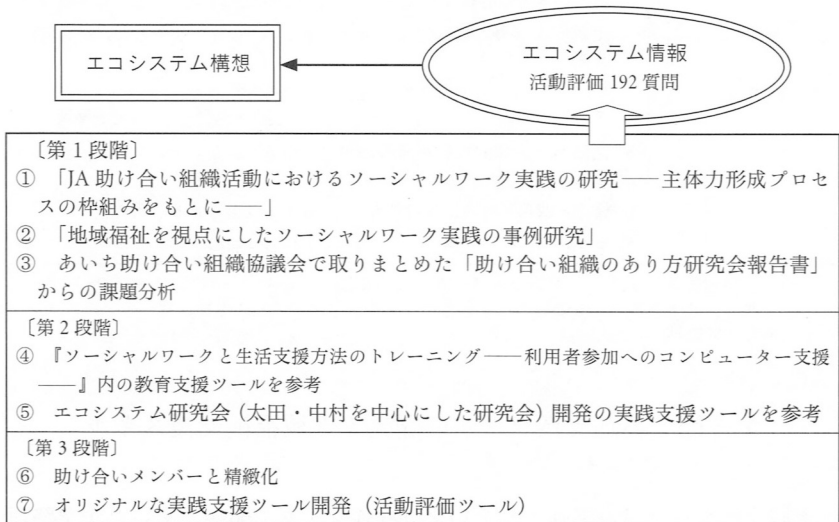 エコシステム構想
エコシステム情報
活動評価 192 質問
〔第 1 段階〕
① 「JA 助け合い組織活動におけるソーシャルワーク実践の研究――主体力形成プロセ
スの枠組みをもとに――」
② 「地域福祉を視点にしたソーシャルワーク実践の事例研究」
③ あいち助け合い組織協議会で取りまとめた「助け合い組織のあり方研究会報告書」
からの課題分析
〔第 2 段階〕
④ 『ソーシャルワークと生活支援方法のトレーニング――利用者参加へのコンピューター支援
――』内の教育支援ツールを参考
⑤ エコシステム研究会（太田・中村を中心にした研究会）開発の実践支援ツールを参考
〔第 3 段階〕
⑥ 助け合いメンバーと精緻化
⑦ オリジナルな実践支援ツール開発（活動評価ツール）